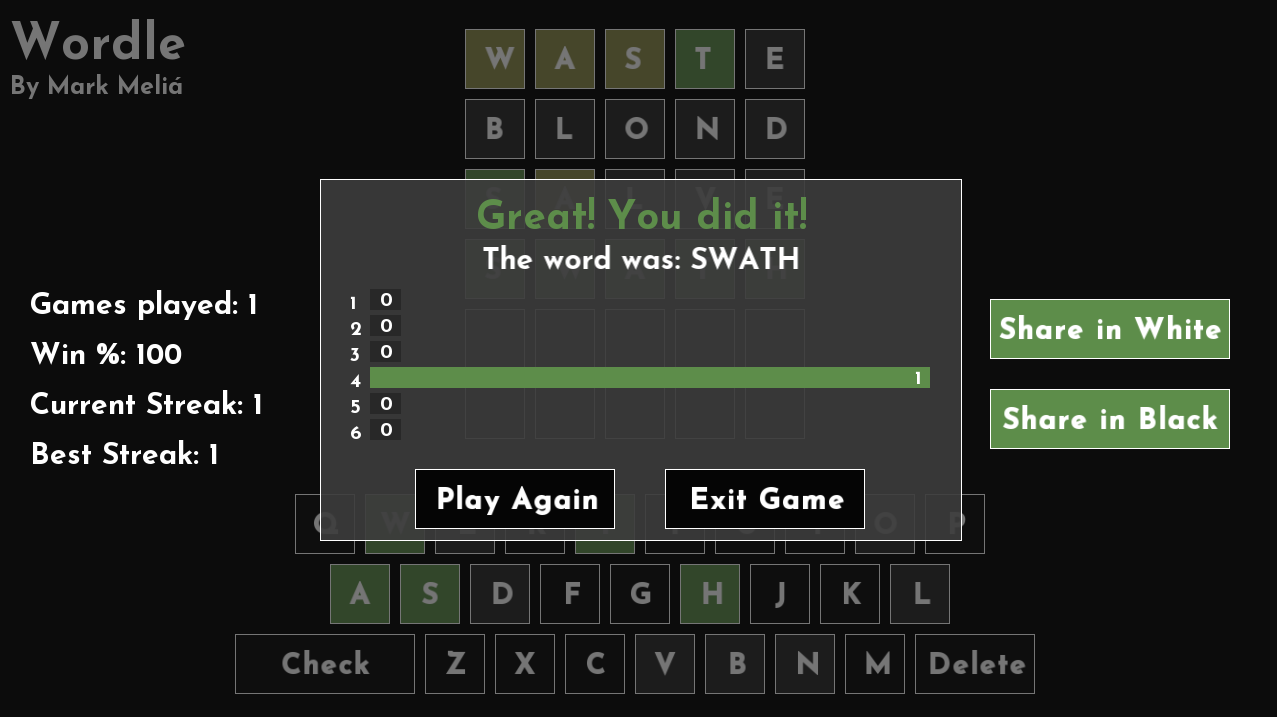 Wordle
By Mark Meliá
W A S T E
B L O N D
S A L V E
Great! You did it!
The word was: SWATH
1 0
2 0
3 0
4 1
5 0
6 0
Games played: 1
Win %: 100
Current Streak: 1
Best Streak: 1
Share in White
Share in Black
Play Again Exit Game
Q W O P
A S D F G H J K L
Check Z X C V B N M Delete